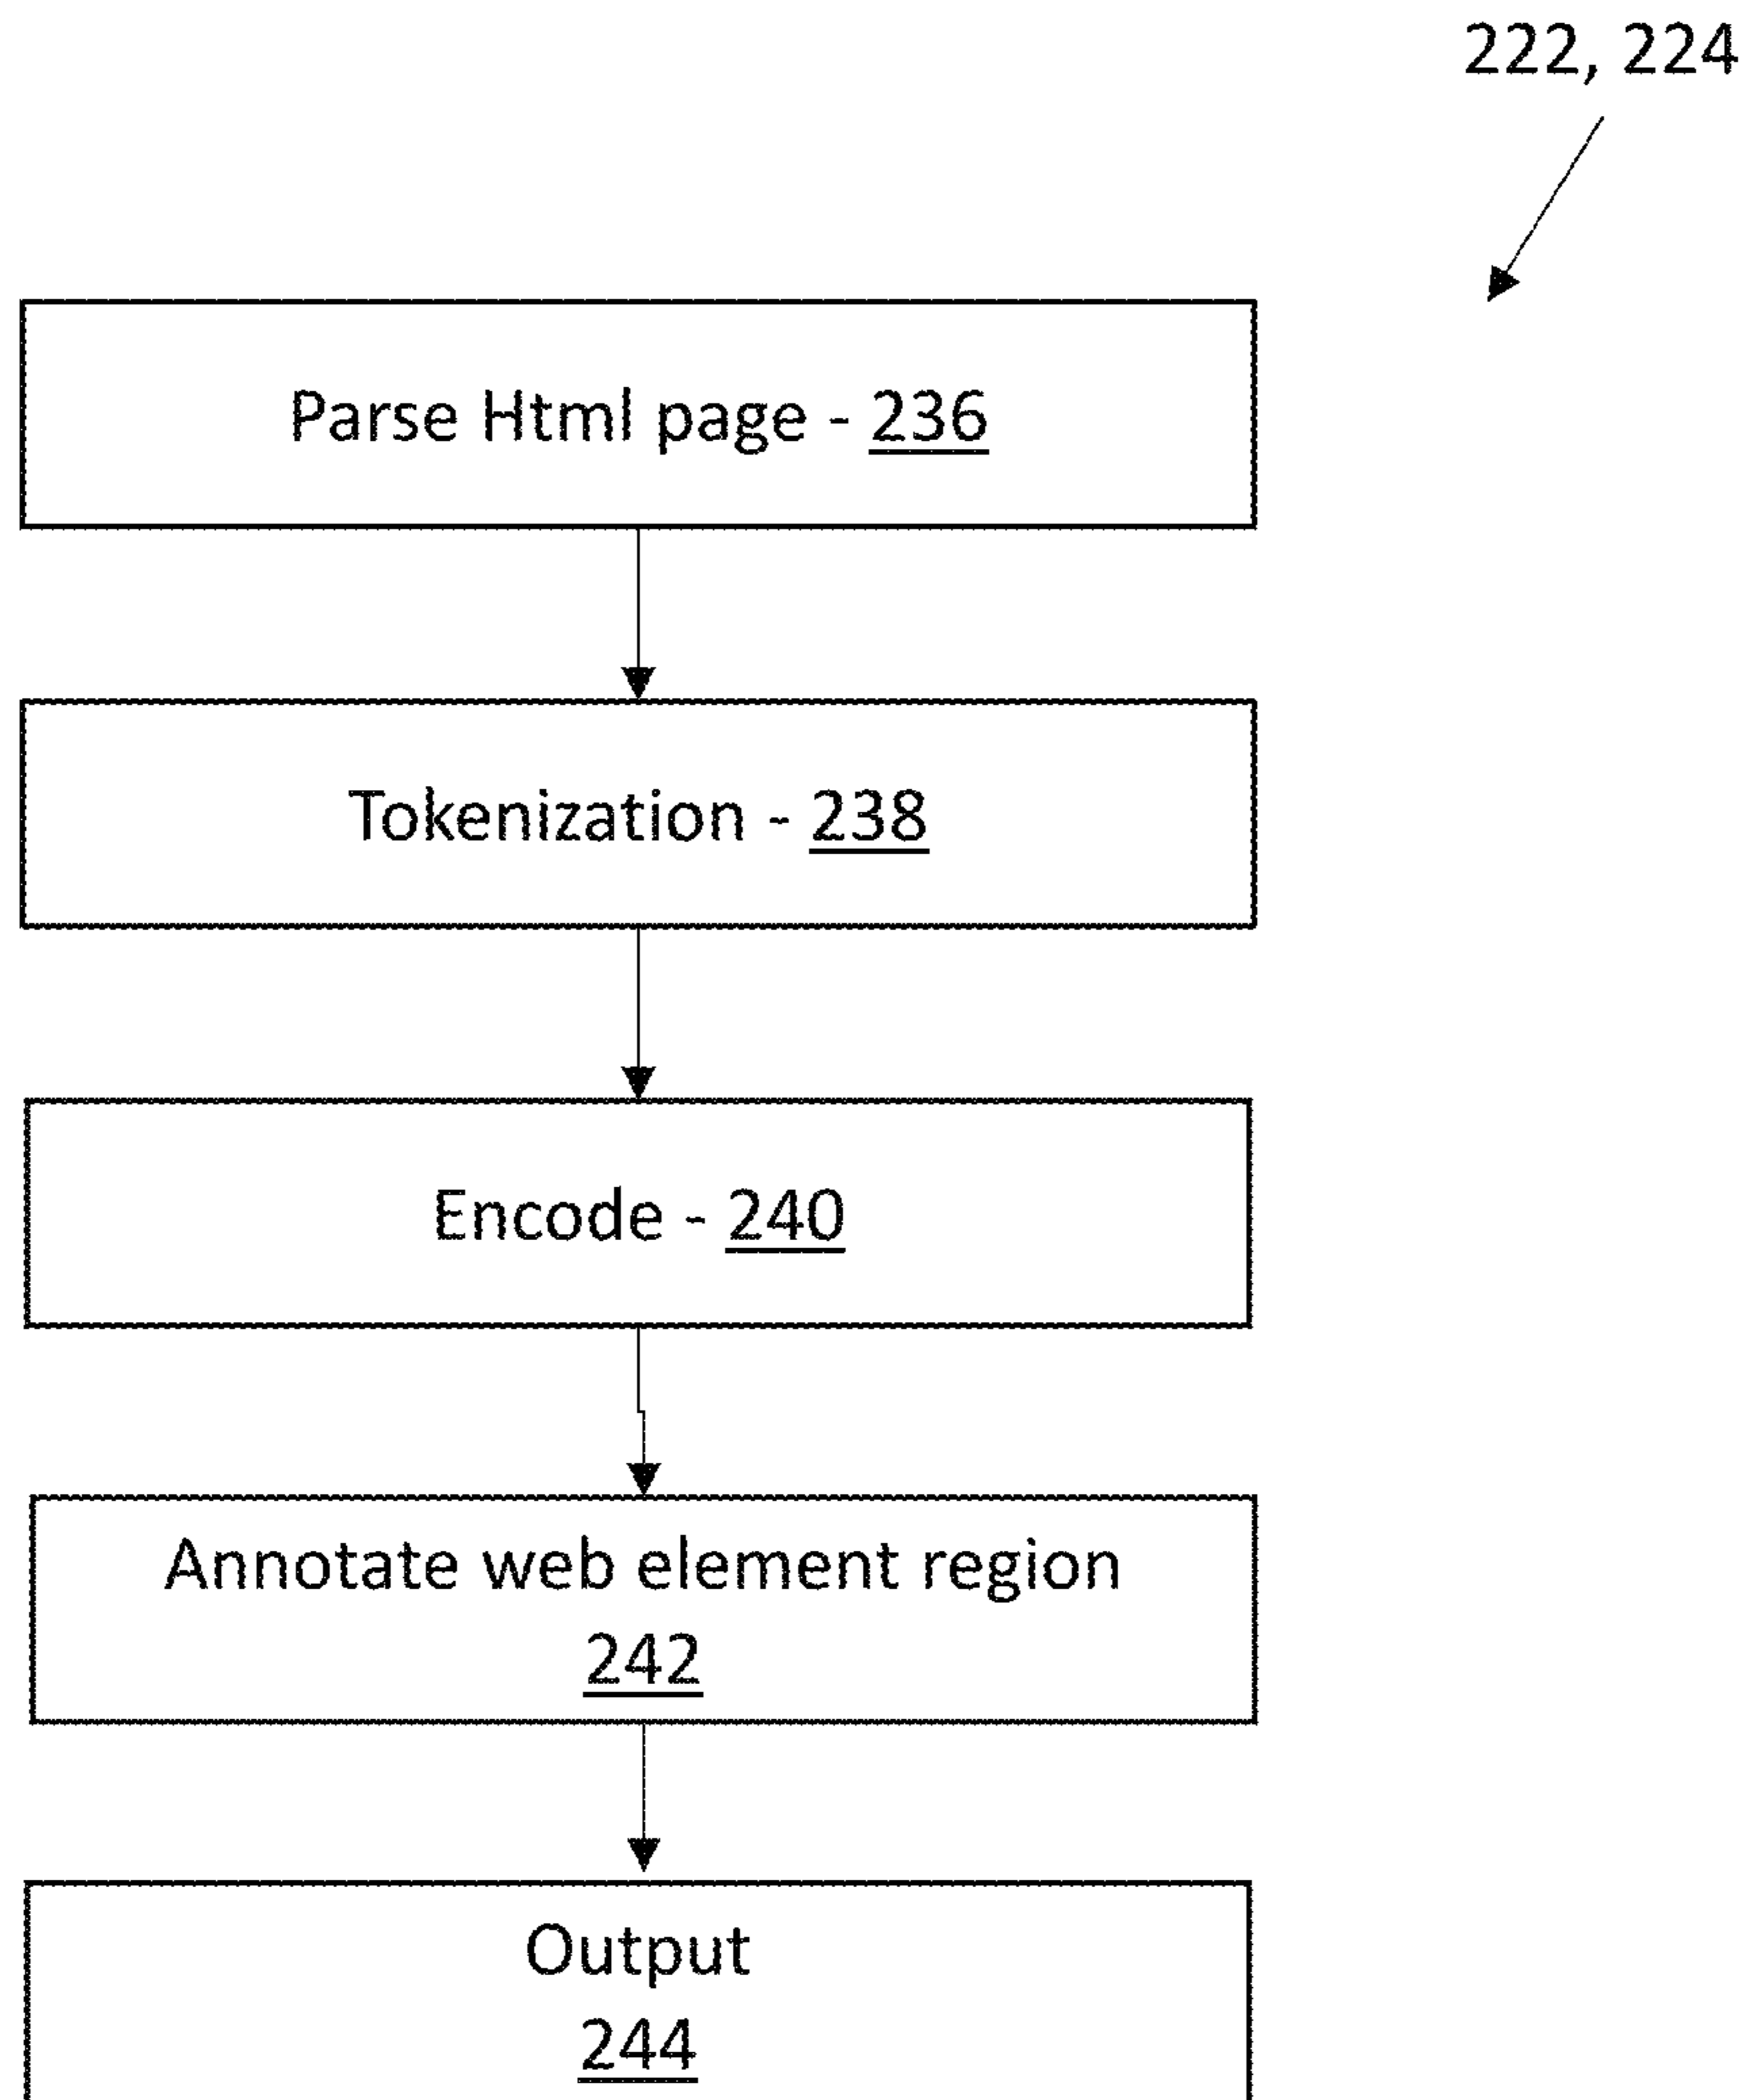 222, 224
Parse Html page - 236
Tokenization - 238
Encode - 240
Annotate web element region
242
Output
244